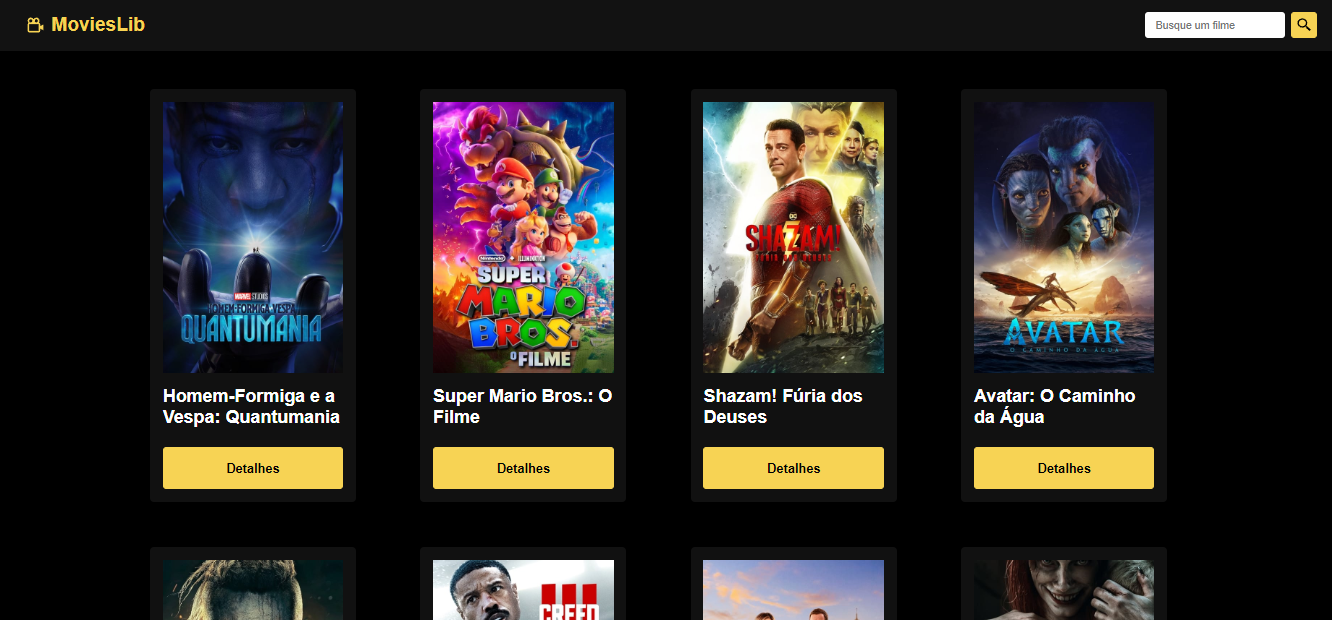 MoviesLib
Busque um filme
MARVEL STUDIOS
HOMEM-FORMIGA E A VESPA
QUANTUMANIA
Nintendo + ILLUMINATION
SUPER
MARIO
BROS.
O FILME
DC
SHAZAM!
FÚRIA DOS DEUSES
AVATAR
O CAMINHO DA ÁGUA
Homem-Formiga e a
Vespa: Quantumania
Super Mario Bros.: O
Filme
Shazam! Fúria dos
Deuses
Avatar: O Caminho
da Água
Detalhes
Detalhes
Detalhes
Detalhes
III
CREED